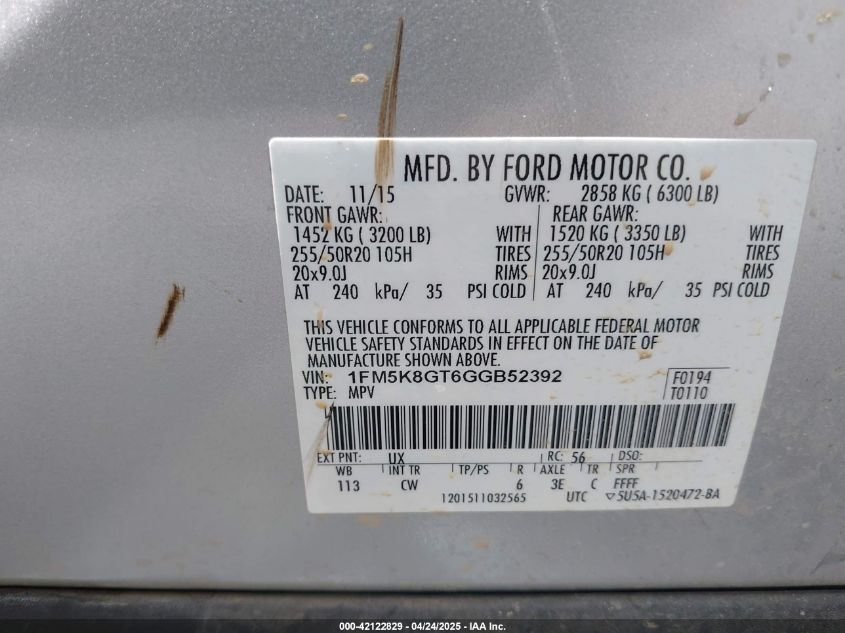 MFD. BY FORD MOTOR CO.
DATE: 11/15 GVWR: 2858 KG ( 6300 LB)
FRONT GAWR: REAR GAWR:
1452 KG ( 3200 LB) WITH 1520 KG ( 3350 LB) WITH
255/50R20 105H TIRES 255/50R20 105H TIRES
20x9.0J RIMS 20x9.0J RIMS
AT 240 kPa/ 35 PSI COLD AT 240 kPa/ 35 PSI COLD
THIS VEHICLE CONFORMS TO ALL APPLICABLE FEDERAL MOTOR
VEHICLE SAFETY STANDARDS IN EFFECT ON THE DATE OF
MANUFACTURE SHOWN ABOVE.
VIN: 1FM5K8GT6GGB52392 F0194
TYPE: MPV T0110
EXT PNT: UX RC: 56 DSO:
WB INT TR TP/PS R AXLE TR SPR
113 CW 6 3E C FFFF
1201511032565 UTC ▽5U5A-1520472-BA
000-42122829 04/24/2025 - IAA Inc.